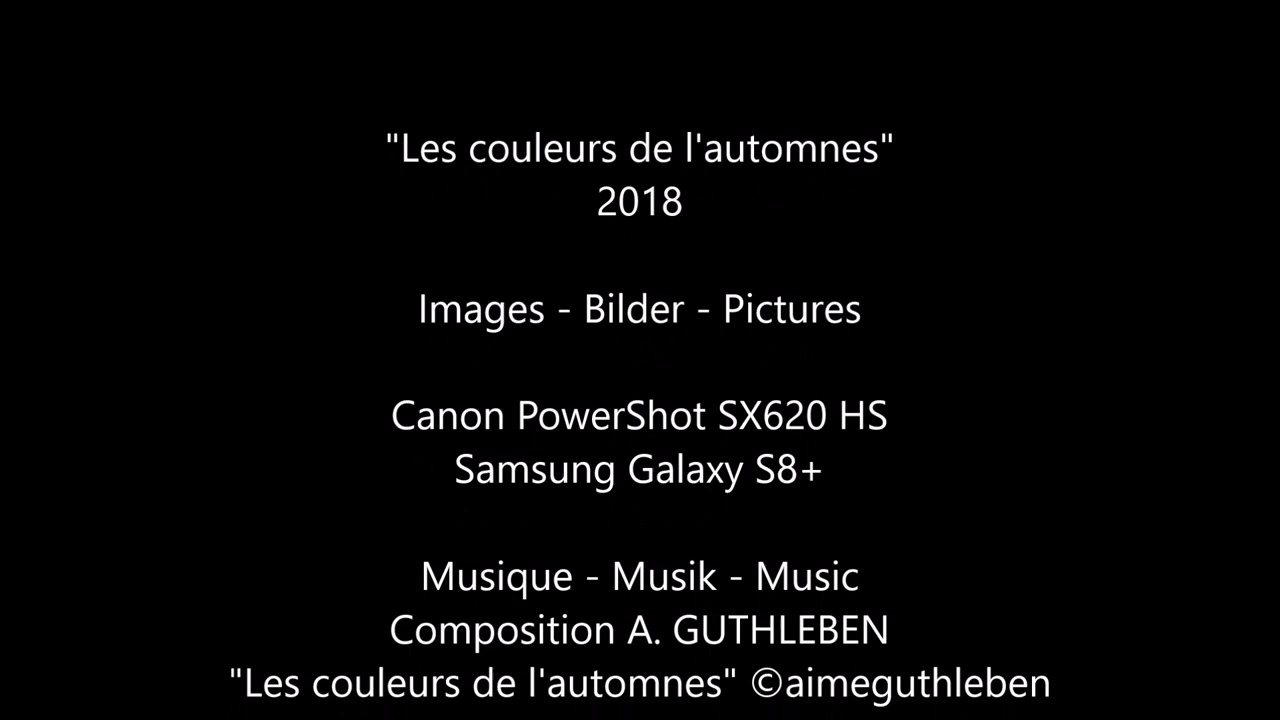 "Les couleurs de l'automnes"
2018
Images - Bilder - Pictures
Canon PowerShot SX620 HS
Samsung Galaxy S8+
Musique - Musik - Music
Composition A. GUTHLEBEN
"Les couleurs de l'automnes" ©aimeguthleben